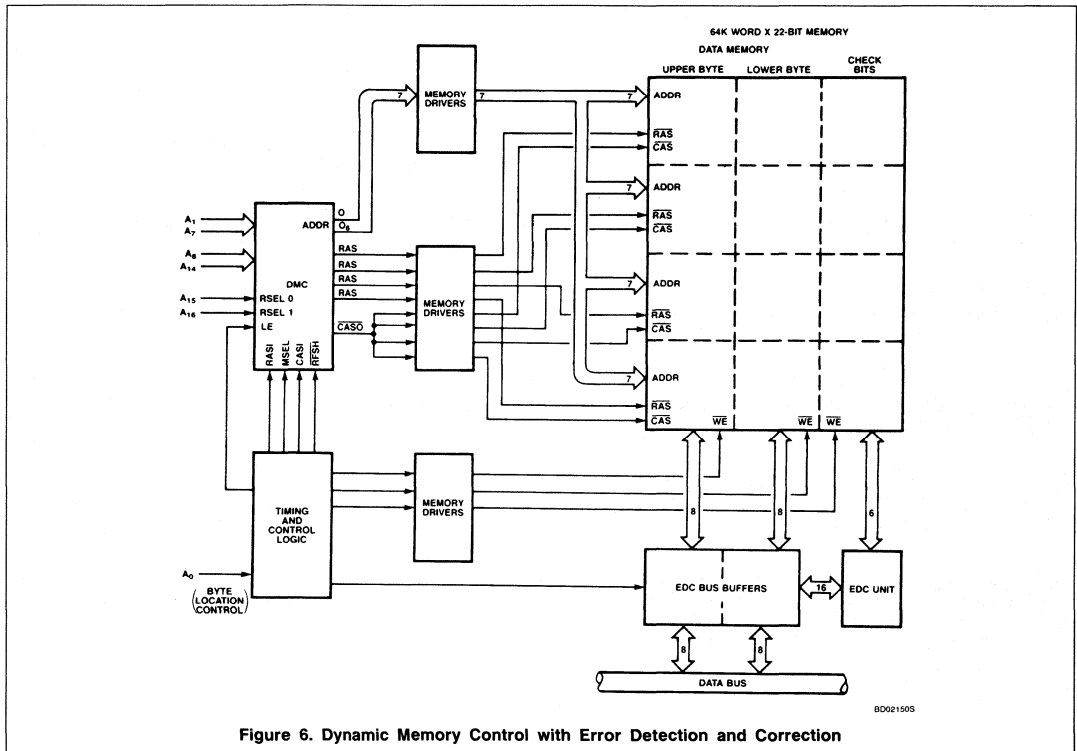 64K WORD X 22-BIT MEMORY
DATA MEMORY
UPPER BYTE
LOWER BYTE
CHECK
BITS
7
MEMORY
DRIVERS
7
7
ADDR
RAS
CAS
7
ADDR
RAS
CAS
7
ADDR
RAS
CAS
7
ADDR
RAS
CAS
WE
WE
WE
A1
A7
A8
A14
A15
A16
ADDR
DMC
RSEL 0
RSEL 1
LE
RASI
MSEL
CASI
RFSH
O
O6
RAS
RAS
RAS
RAS
CASO
MEMORY
DRIVERS
TIMING
AND
CONTROL
LOGIC
MEMORY
DRIVERS
A0
(BYTE
LOCATION
CONTROL)
8
8
6
EDC BUS BUFFERS
16
EDC UNIT
8
8
DATA BUS
BD02150S
Figure 6. Dynamic Memory Control with Error Detection and Correction